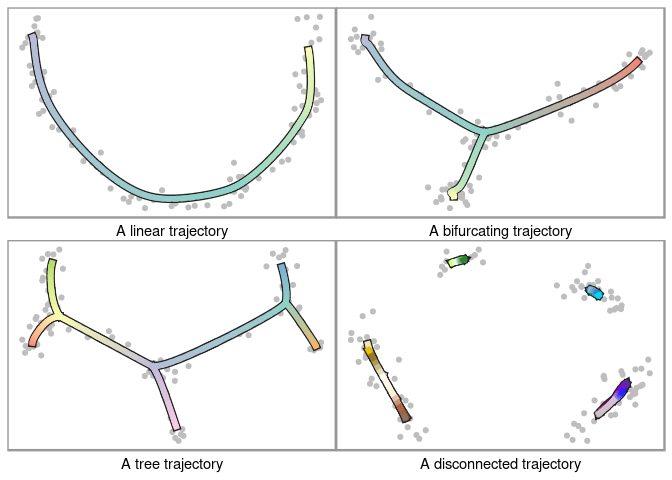 A linear trajectory
A bifurcating trajectory
A tree trajectory
A disconnected trajectory